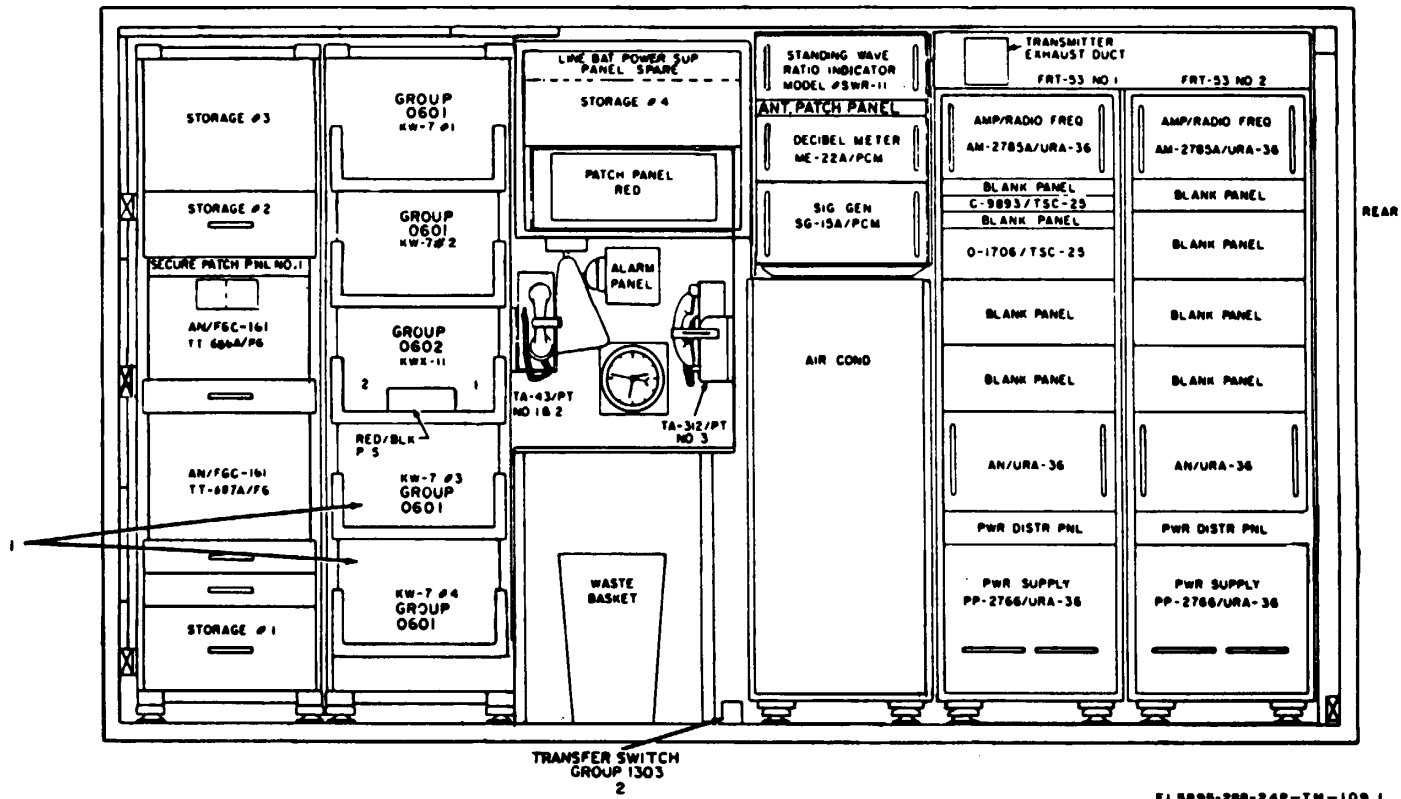 STORAGE #3
STORAGE #2
SECURE PATCH PNL NO.1
AN/FGC-161
TT 686A/FG
AN/FGC-161
TT-687A/FG
STORAGE #1
GROUP
0601
KW-7 #1
GROUP
0601
KW-7 #2
GROUP
0602
KWX-11
2 1
RED/BLK
P S
KW-7 #3
GROUP
0601
KW-7 #4
GROUP
0601
1
LINE BAT POWER SUP
PANEL SPARE
STORAGE #4
PATCH PANEL
RED
ALARM
PANEL
TA-43/PT
NO 1 & 2
TA-312/PT
NO 3
WASTE
BASKET
TRANSFER SWITCH
GROUP 1303
2
STANDING WAVE
RATIO INDICATOR
MODEL #SWR-11
ANT. PATCH PANEL
DECIBEL METER
ME-22A/PCM
SIG GEN
SG-15A/PCM
AIR COND
TRANSMITTER
EXHAUST DUCT
FRT-53 NO 1
AMP/RADIO FREQ
AM-2785A/URA-36
BLANK PANEL
C-9893/TSC-25
BLANK PANEL
O-1706/TSC-25
BLANK PANEL
BLANK PANEL
AN/URA-36
PWR DISTR PNL
PWR SUPPLY
PP-2766/URA-36
FRT-53 NO 2
AMP/RADIO FREQ
AM-2785A/URA-36
BLANK PANEL
BLANK PANEL
BLANK PANEL
BLANK PANEL
AN/URA-36
PWR DISTR PNL
PWR SUPPLY
PP-2766/URA-36
REAR